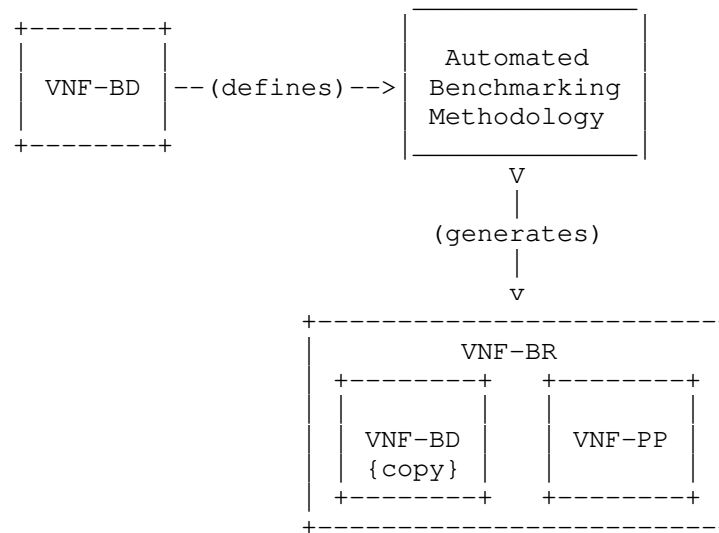 VNF-BD --(defines)--> Automated
Benchmarking
Methodology
(generates)
VNF-BR
VNF-BD VNF-PP
{copy}